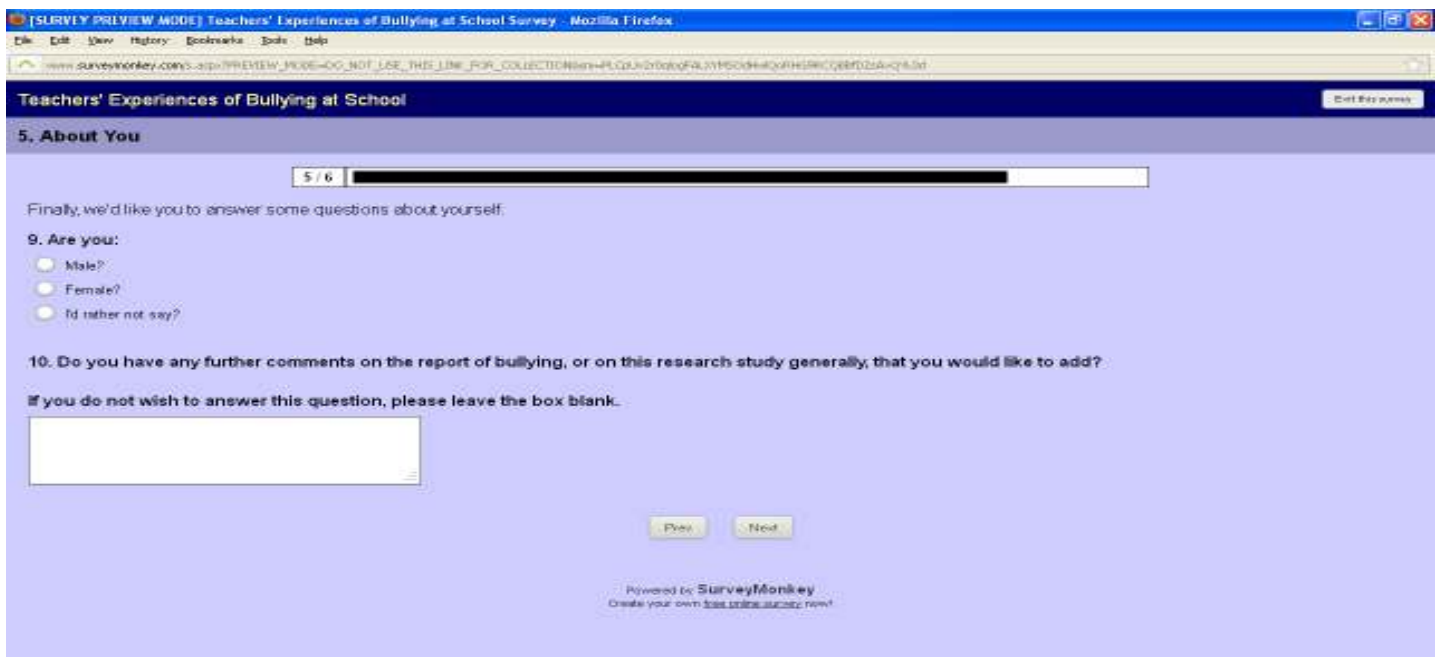 [SURVEY PREVIEW MODE] Teachers' Experiences of Bullying at School Survey - Mozilla Firefox
File Edit View History Bookmarks Tools Help
Teachers' Experiences of Bullying at School
Exit this survey
5. About You
5 / 6
Finally, we'd like you to answer some questions about yourself.
9. Are you:
Male?
Female?
I'd rather not say?
10. Do you have any further comments on the report of bullying, or on this research study generally, that you would like to add?
If you do not wish to answer this question, please leave the box blank.
Prev Next
Powered by SurveyMonkey
Create your own free online survey now!